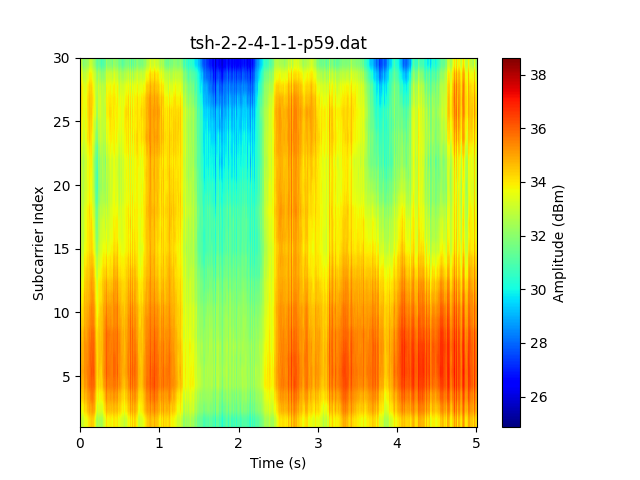 tsh-2-2-4-1-1-p59.dat
30
25
20
15
10
5
Subcarrier Index
0 1 2 3 4 5
Time (s)
38
36
34
32
30
28
26
Amplitude (dBm)